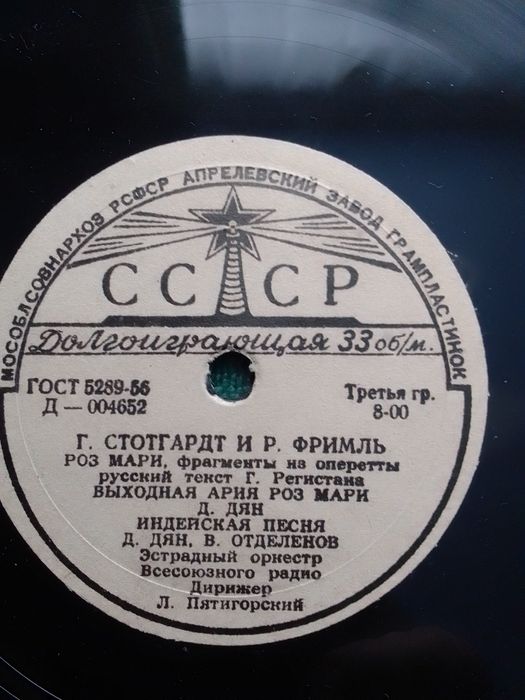 МОСОБЛСОВНАРХОЗ РСФСР АПРЕЛЕВСКИЙ ЗАВОД ГРАМПЛАСТИНОК
СССР
Долгоиграющая 33 об/м.
ГОСТ 5289-56
Д — 004652
Третья гр.
8-00
Г. СТОТГАРДТ И Р. ФРИМЛЬ
РОЗ МАРИ, фрагменты из оперетты
русский текст Г. Регистана
ВЫХОДНАЯ АРИЯ РОЗ МАРИ
Д. ДЯН
ИНДЕЙСКАЯ ПЕСНЯ
Д. ДЯН, В. ОТДЕЛЕНОВ
Эстрадный оркестр
Всесоюзного радио
Дирижер
Л. Пятигорский